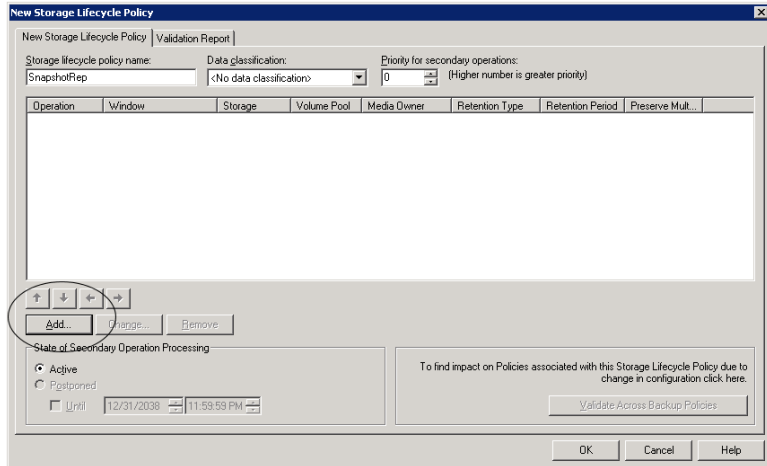 New Storage Lifecycle Policy
New Storage Lifecycle Policy Validation Report
Storage lifecycle policy name: Data classification: Priority for secondary operations:
SnapshotRep <No data classification> 0 (Higher number is greater priority)
Operation Window Storage Volume Pool Media Owner Retention Type Retention Period Preserve Mult...
Add... Change... Remove
State of Secondary Operation Processing
Active
Postponed
Until 12/31/2038 11:59:59 PM
To find impact on Policies associated with this Storage Lifecycle Policy due to
change in configuration click here.
Validate Across Backup Policies
OK Cancel Help